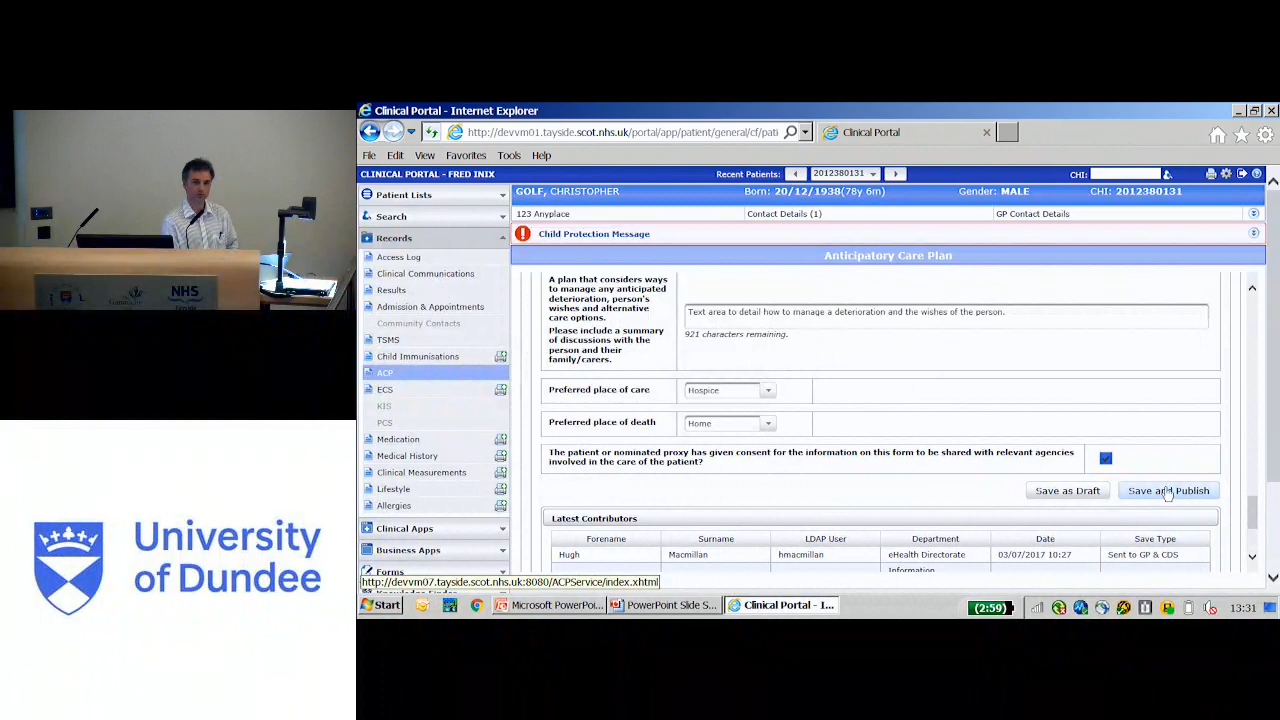 Clinical Portal - Internet Explorer
http://devvm01.tayside.scot.nhs.uk/portal/app/patient/general/cf/pati
Clinical Portal
File Edit View Favorites Tools Help
CLINICAL PORTAL - FRED INIX
Recent Patients: 2012380131
CHI:
Patient Lists
Search
Records
Access Log
Clinical Communications
Results
Admission & Appointments
Community Contacts
TSMS
Child Immunisations
ACP
ECS
KIS
PCS
Medication
Medical History
Clinical Measurements
Lifestyle
Allergies
Clinical Apps
Business Apps
Forms
GOLF, CHRISTOPHER Born: 20/12/1938(78y 6m) Gender: MALE CHI: 2012380131
123 Anyplace Contact Details (1) GP Contact Details
Child Protection Message
Anticipatory Care Plan
A plan that considers ways
to manage any anticipated
deterioration, person's
wishes and alternative
care options.
Please include a summary
of discussions with the
person and their
family/carers.
Text area to detail how to manage a deterioration and the wishes of the person.
921 characters remaining.
Preferred place of care Hospice
Preferred place of death Home
The patient or nominated proxy has given consent for the information on this form to be shared with relevant agencies
involved in the care of the patient?
Save as Draft Save and Publish
Latest Contributors
Forename Surname LDAP User Department Date Save Type
Hugh Macmillan hmacmillan eHealth Directorate 03/07/2017 10:27 Sent to GP & CDS
Information
http://devvm07.tayside.scot.nhs.uk:8080/ACPService/index.xhtml
Start Microsoft PowerPoi... PowerPoint Slide S... Clinical Portal - I... (2:59) 13:31
NHS
University
of Dundee